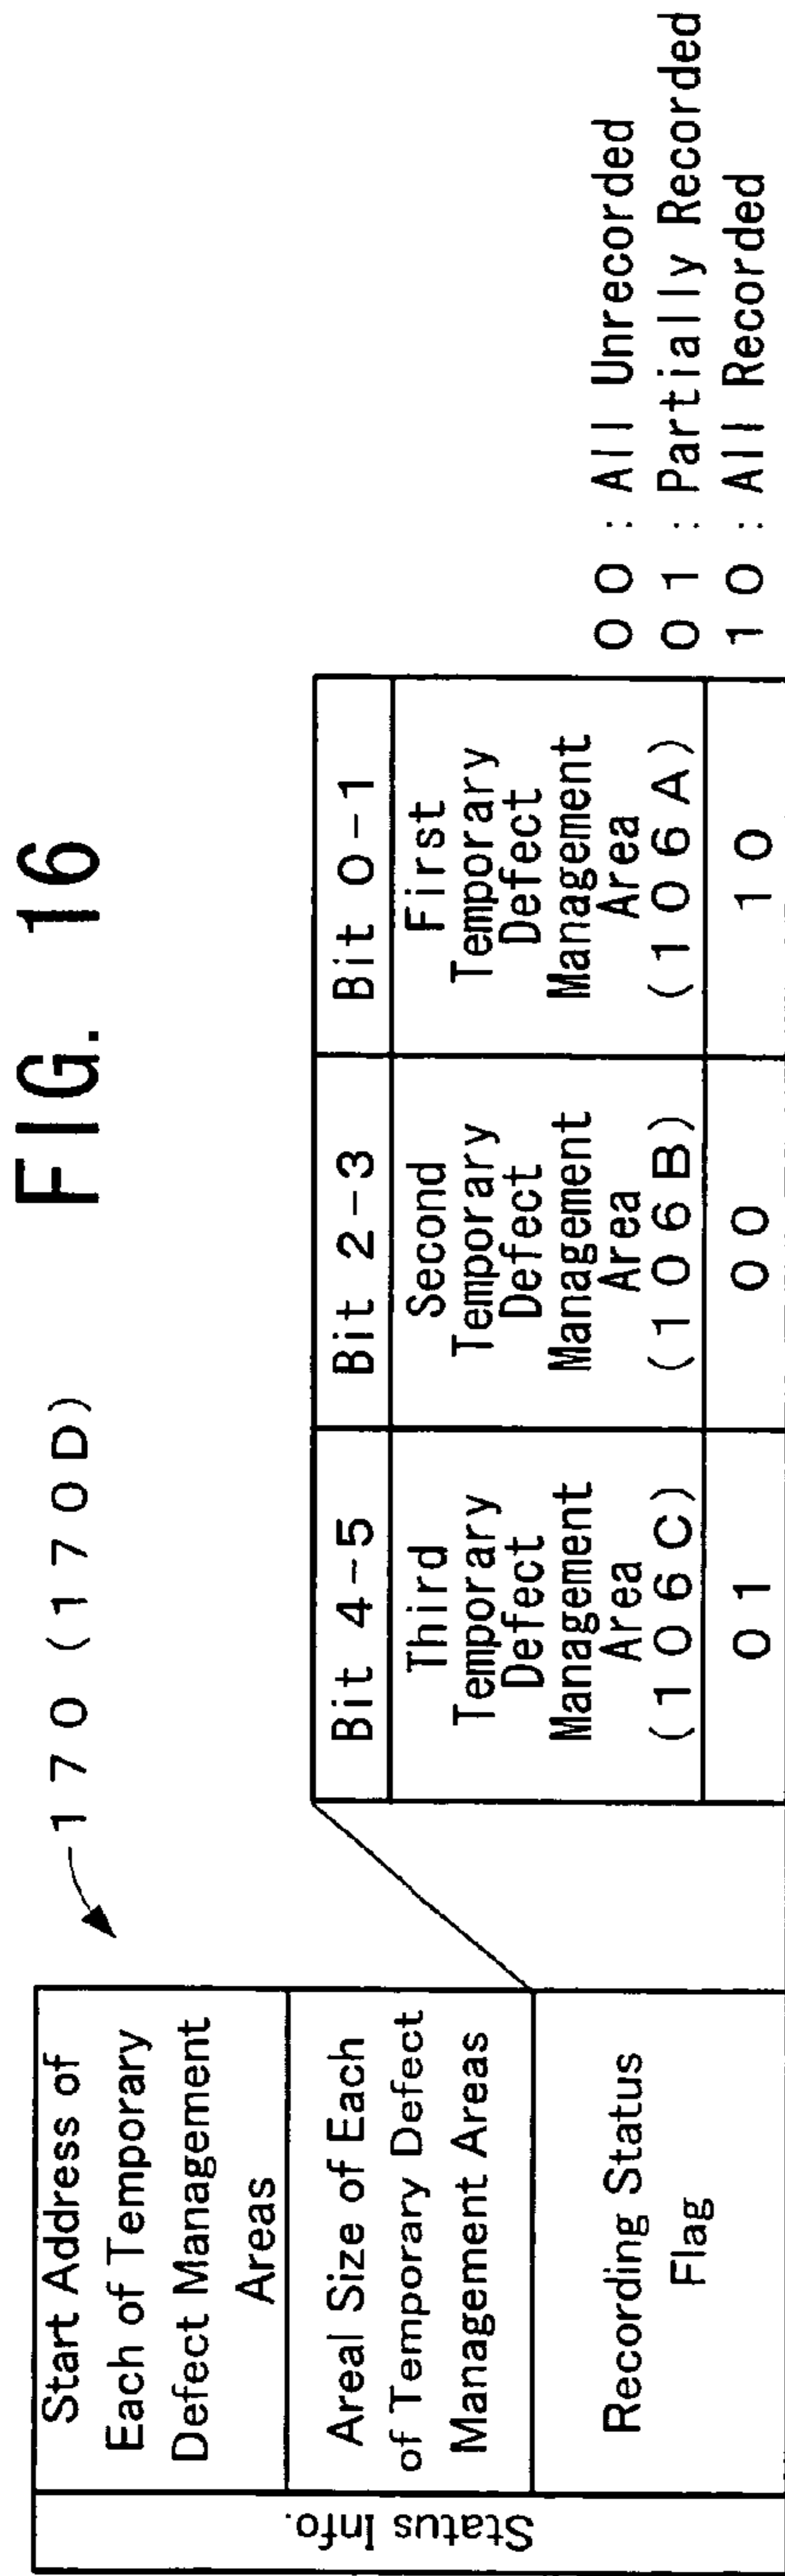 FIG. 16
170 (170D)
Status Info.
Start Address of
Each of Temporary
Defect Management
Areas
Areal Size of Each
of Temporary Defect
Management Areas
Recording Status
Flag
Bit 4-5
Bit 2-3
Bit 0-1
Third
Temporary
Defect
Management
Area
(106C)
Second
Temporary
Defect
Management
Area
(106B)
First
Temporary
Defect
Management
Area
(106A)
01
00
10
00 : All Unrecorded
01 : Partially Recorded
10 : All Recorded